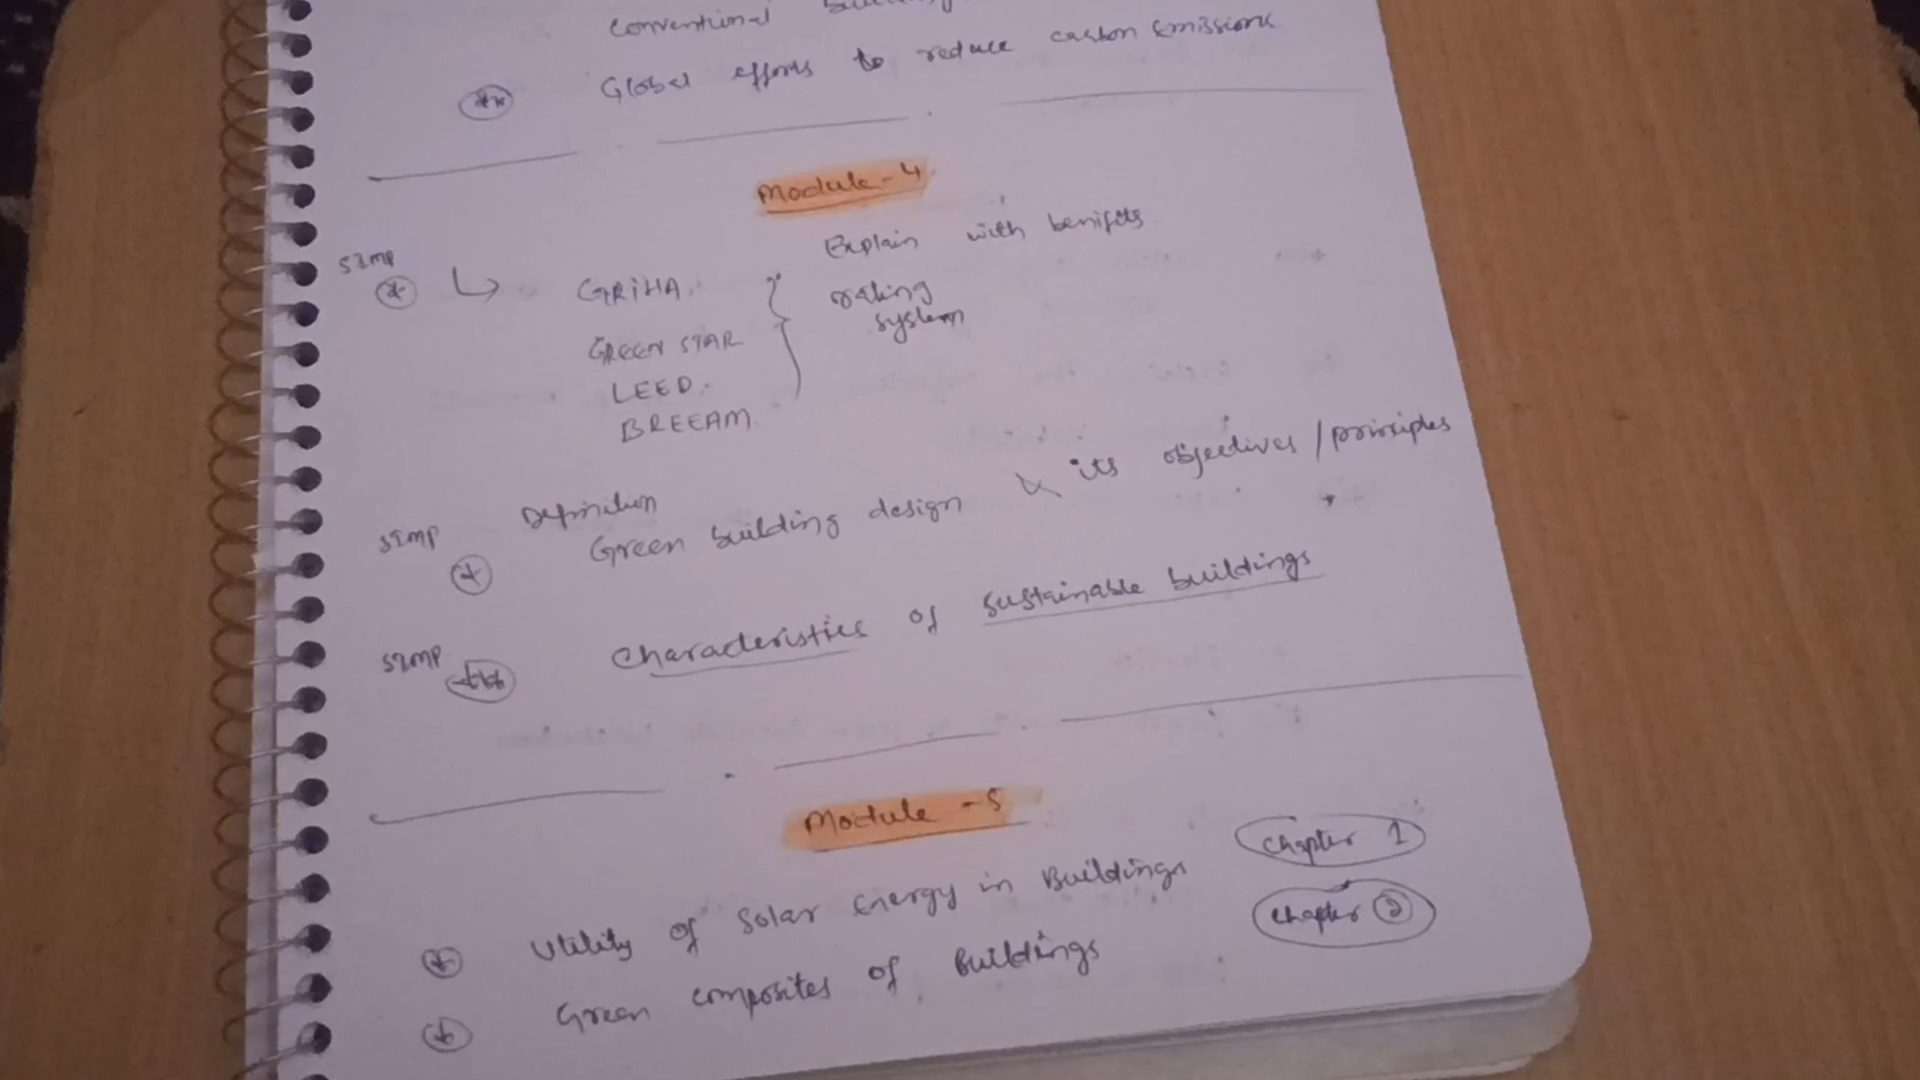 conventional
Global efforts to reduce carbon Emissions
Module - 4
Explain with benifits
SImp
GRIHA
rating
system
GREEN STAR
LEED.
BREEAM
Definition
SImp
Green building design & its objectives / principles
SImp
characteristics of sustainable buildings
Module - 5
Utility of Solar Energy in Buildings
chapter 1
Green composites of Buildings
chapter 2